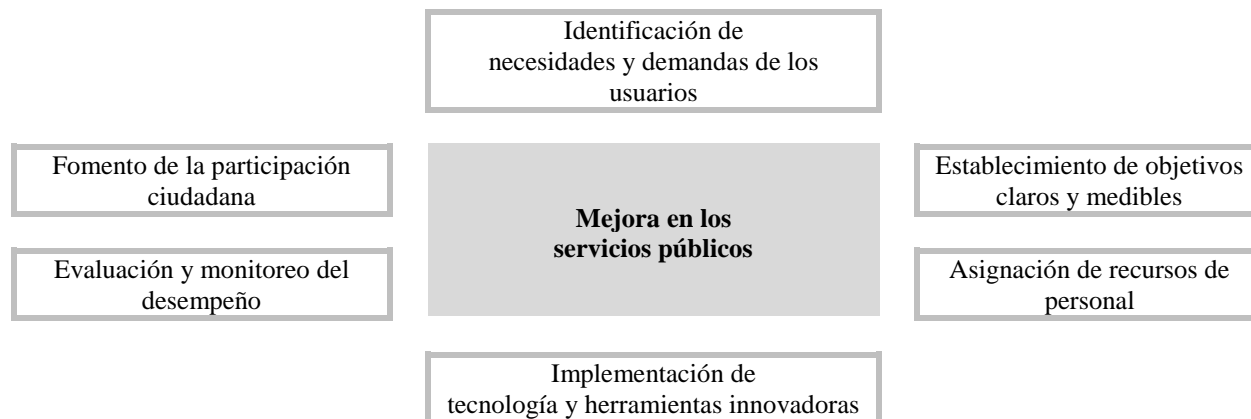 Identificación de
necesidades y demandas de los
usuarios
Fomento de la participación
ciudadana
Mejora en los
servicios públicos
Establecimiento de objetivos
claros y medibles
Evaluación y monitoreo del
desempeño
Asignación de recursos de
personal
Implementación de
tecnología y herramientas innovadoras